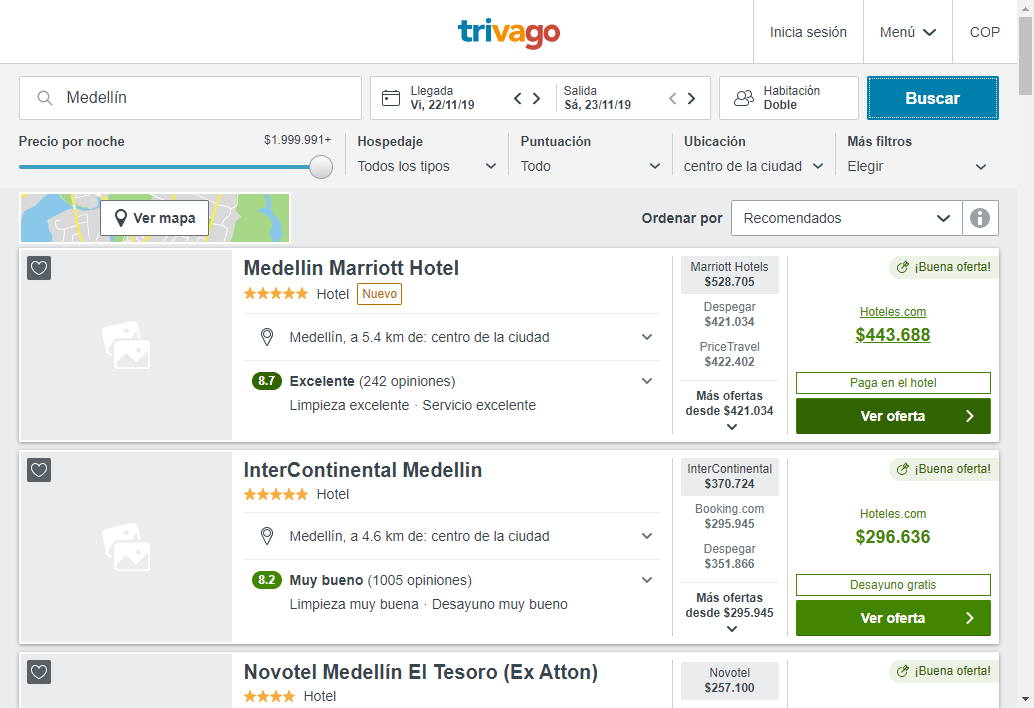 trivago
Inicia sesión
Menú
COP
Medellín
Llegada
Vi, 22/11/19
Salida
Sá, 23/11/19
Habitación
Doble
Buscar
Precio por noche
$1.999.991+
Hospedaje
Todos los tipos
Puntuación
Todo
Ubicación
centro de la ciudad
Más filtros
Elegir
Ver mapa
Ordenar por
Recomendados
Medellin Marriott Hotel
Hotel
Nuevo
Medellín, a 5.4 km de: centro de la ciudad
8.7 Excelente (242 opiniones)
Limpieza excelente · Servicio excelente
Marriott Hotels
$528.705
Despegar
$421.034
PriceTravel
$422.402
Más ofertas
desde $421.034
¡Buena oferta!
Hoteles.com
$443.688
Paga en el hotel
Ver oferta
InterContinental Medellin
Hotel
Medellín, a 4.6 km de: centro de la ciudad
8.2 Muy bueno (1005 opiniones)
Limpieza muy buena · Desayuno muy bueno
InterContinental
$370.724
Booking.com
$295.945
Despegar
$351.866
Más ofertas
desde $295.945
¡Buena oferta!
Hoteles.com
$296.636
Desayuno gratis
Ver oferta
Novotel Medellín El Tesoro (Ex Atton)
Hotel
Novotel
$257.100
¡Buena oferta!